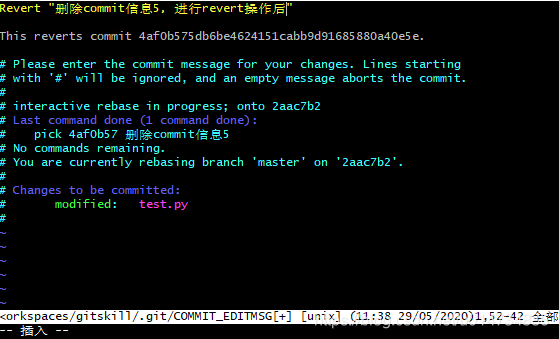 Revert "删除commit信息5, 进行revert操作后"
This reverts commit 4af0b575db6be4624151cabb9d91685880a40e5e.
# Please enter the commit message for your changes. Lines starting
# with '#' will be ignored, and an empty message aborts the commit.
#
# interactive rebase in progress; onto 2aac7b2
# Last command done (1 command done):
#    pick 4af0b57 删除commit信息5
# No commands remaining.
# You are currently rebasing branch 'master' on '2aac7b2'.
#
# Changes to be committed:
#       modified:   test.py
#
~
~
~
~
~
<orkspaces/gitskill/.git/COMMIT_EDITMSG[+] [unix] (11:38 29/05/2020)1,52-42 全部
-- 插入 --